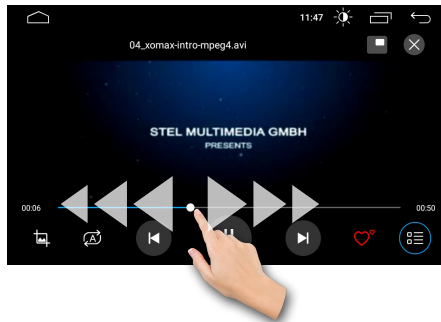 11:47
04_xomax-intro-mpeg4.avi
STEL MULTIMEDIA GMBH
PRESENTS
00:06
00:50
A